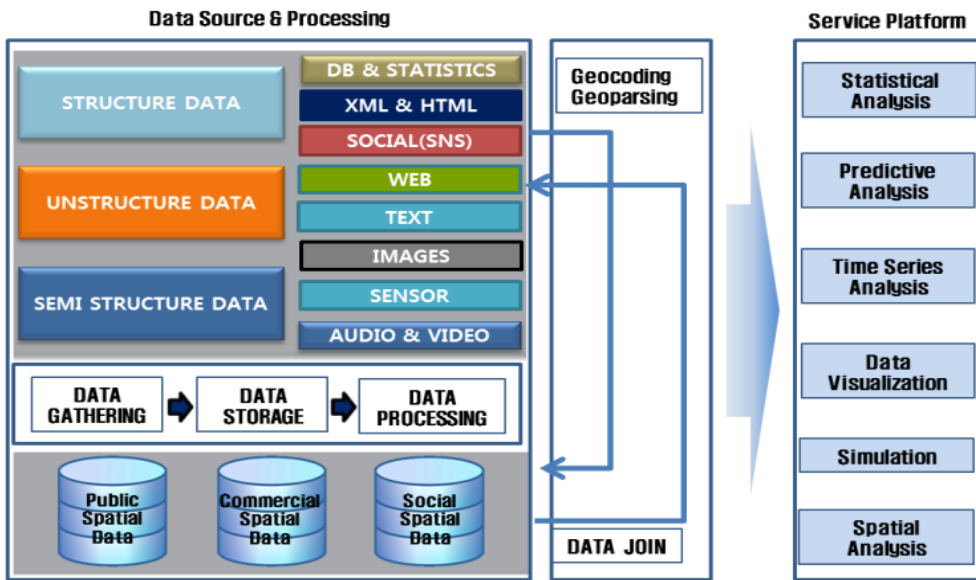 Data Source & Processing
STRUCTURE DATA
UNSTRUCTURE DATA
SEMI STRUCTURE DATA
DB & STATISTICS
XML & HTML
SOCIAL(SNS)
WEB
TEXT
IMAGES
SENSOR
AUDIO & VIDEO
DATA
GATHERING
DATA
STORAGE
DATA
PROCESSING
Public
Spatial
Data
Commercial
Spatial
Data
Social
Spatial
Data
Geocoding
Geoparsing
DATA JOIN
Service Platform
Statistical
Analysis
Predictive
Analysis
Time Series
Analysis
Data
Visualization
Simulation
Spatial
Analysis